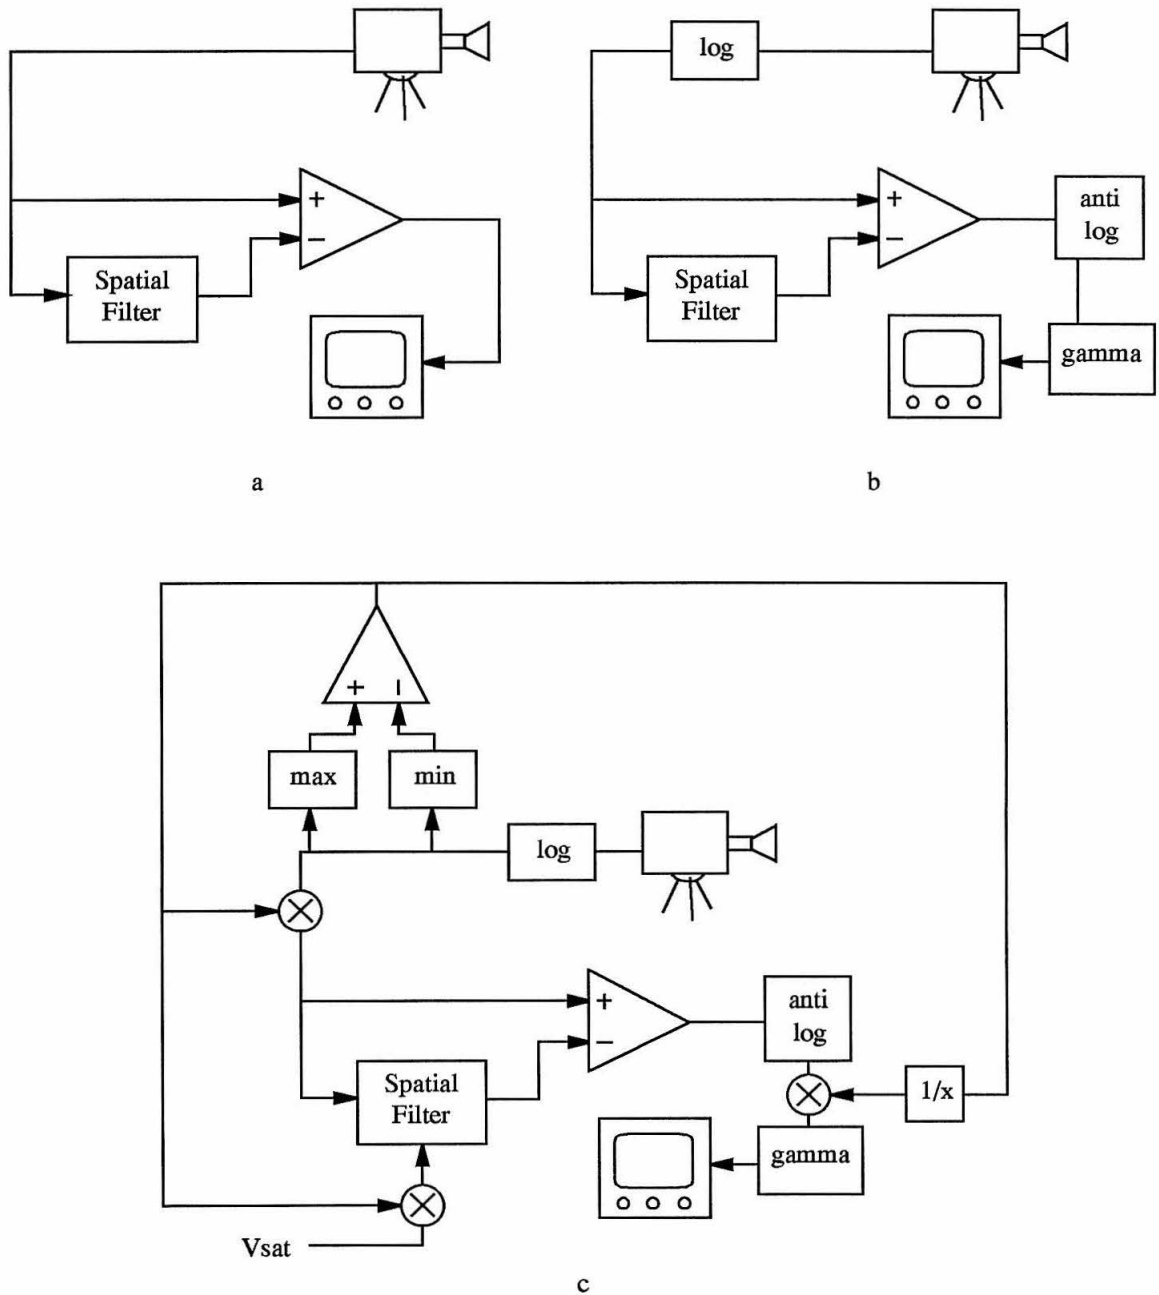 log
+
−
anti
log
Spatial
Filter
gamma
a
+
−
Spatial
Filter
b
+
−
max
min
log
+
−
anti
log
1/x
Spatial
Filter
gamma
Vsat
c